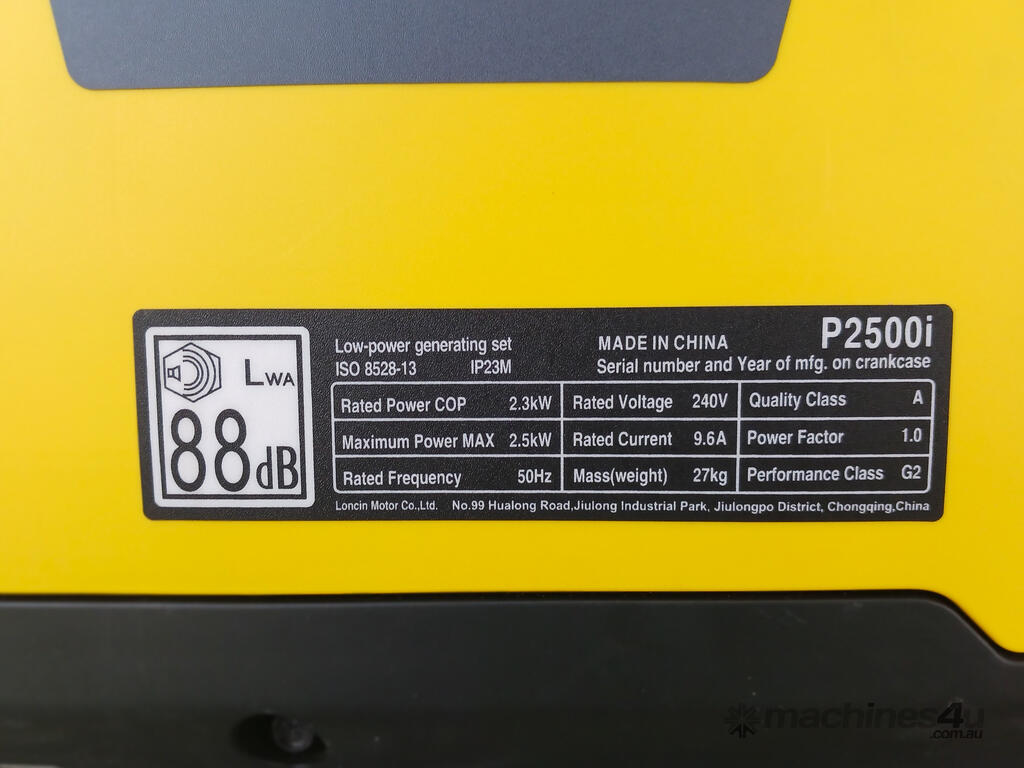 LWA
88dB
Low-power generating set
ISO 8528-13 IP23M
MADE IN CHINA
P2500i
Serial number and Year of mfg. on crankcase
Rated Power COP 2.3kW Rated Voltage 240V Quality Class A
Maximum Power MAX 2.5kW Rated Current 9.6A Power Factor 1.0
Rated Frequency 50Hz Mass(weight) 27kg Performance Class G2
Loncin Motor Co.,Ltd. No.99 Hualong Road,Jiulong Industrial Park, Jiulongpo District, Chongqing,China
machines4u
.com.au